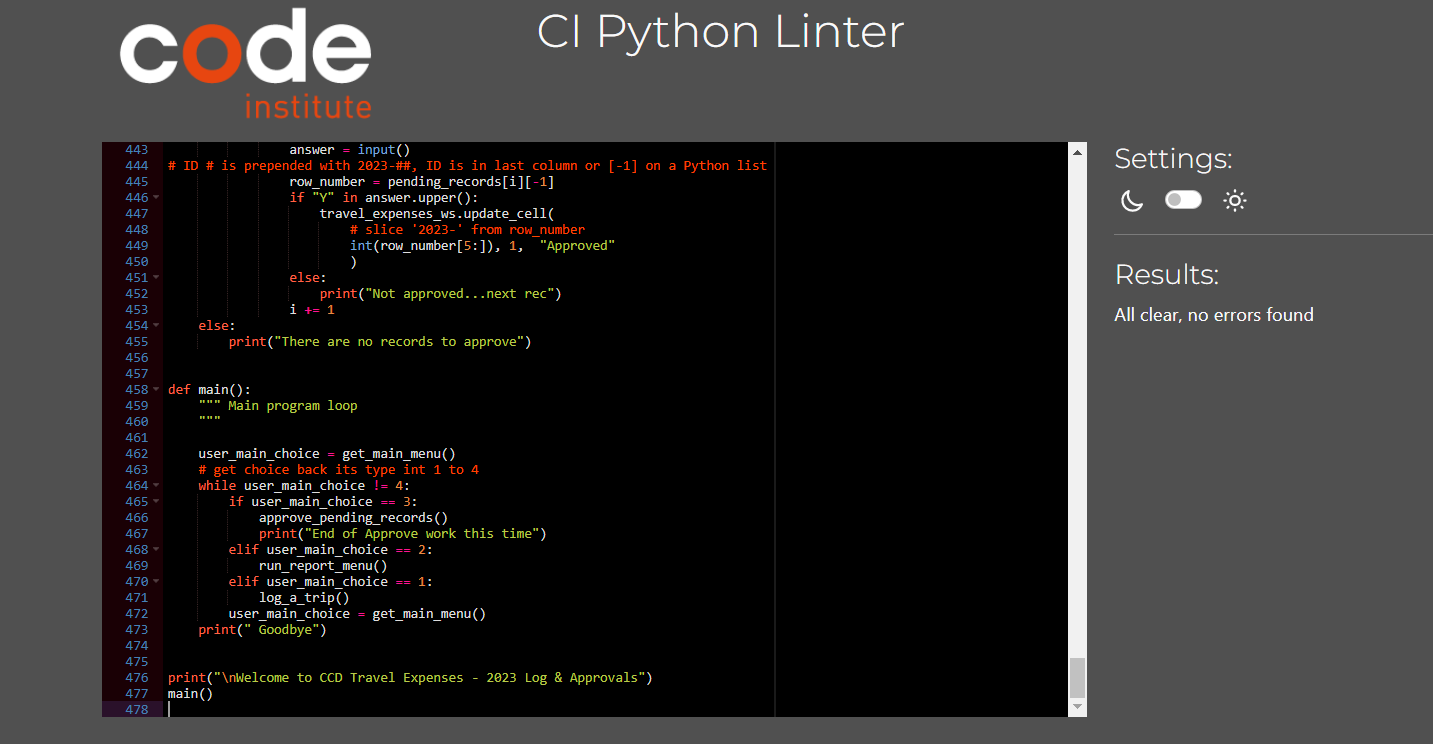 code
institute
CI Python Linter
443 answer = input()
444 # ID # is prepended with 2023-##, ID is in last column or [-1] on a Python list
445 row_number = pending_records[i][-1]
446 if "Y" in answer.upper():
447 travel_expenses_ws.update_cell(
448 # slice '2023-' from row_number
449 int(row_number[5:]), 1,  "Approved"
450 )
451 else:
452 print("Not approved...next rec")
453 i += 1
454 else:
455 print("There are no records to approve")
456
457
458 def main():
459 """ Main program loop
460 """
461
462 user_main_choice = get_main_menu()
463 # get choice back its type int 1 to 4
464 while user_main_choice != 4:
465 if user_main_choice == 3:
466 approve_pending_records()
467 print("End of Approve work this time")
468 elif user_main_choice == 2:
469 run_report_menu()
470 elif user_main_choice == 1:
471 log_a_trip()
472 user_main_choice = get_main_menu()
473 print(" Goodbye")
474
475
476 print("\nWelcome to CCD Travel Expenses - 2023 Log & Approvals")
477 main()
478
Settings:
Results:
All clear, no errors found